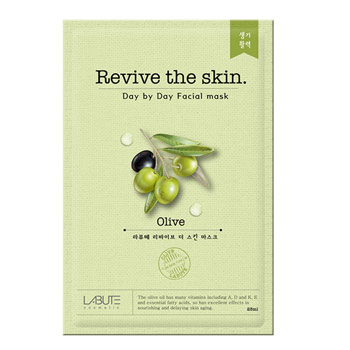 생기
활력
Revive the skin.
Day by Day Facial mask
Olive
라뷰떼 리바이브 더 스킨 마스크
LABUTE
cosmetic
The olive oil has many vitamins including A, D and K, E
and essential fatty acids, so has excellent effects in
nourishing and delaying skin aging.
23ml